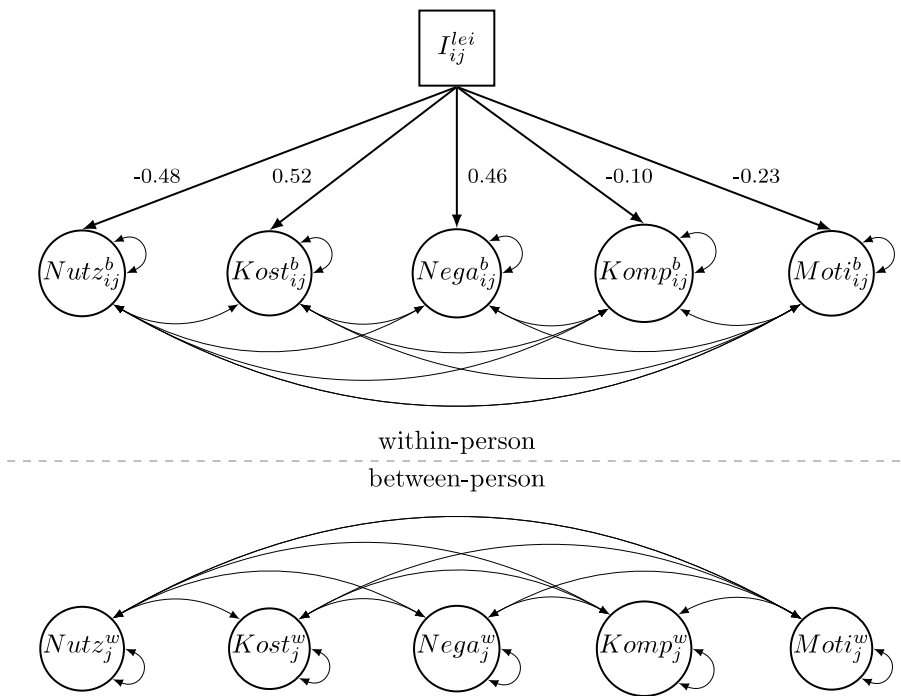 I_{ij}^{lei}
-0.48 0.52 0.46 -0.10 -0.23
Nutz_{ij}^{b} Kost_{ij}^{b} Nega_{ij}^{b} Komp_{ij}^{b} Moti_{ij}^{b}
within-person
between-person
Nutz_{j}^{w} Kost_{j}^{w} Nega_{j}^{w} Komp_{j}^{w} Moti_{j}^{w}